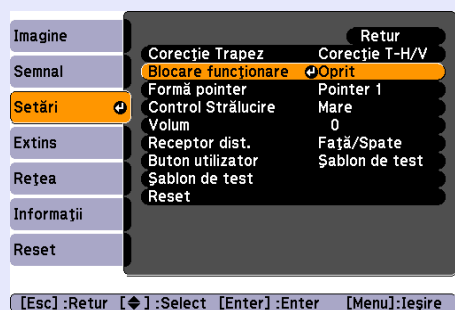 Imagine
Semnal
Setări
Extins
Reţea
Informaţii
Reset
Retur
Corecţie Trapez Corecţie T-H/V
Blocare funcţionare Oprit
Formă pointer Pointer 1
Control Strălucire Mare
Volum 0
Receptor dist. Faţă/Spate
Buton utilizator Şablon de test
Şablon de test
Reset
[Esc] :Retur [◆] :Select [Enter] :Enter [Menu]:Ieşire